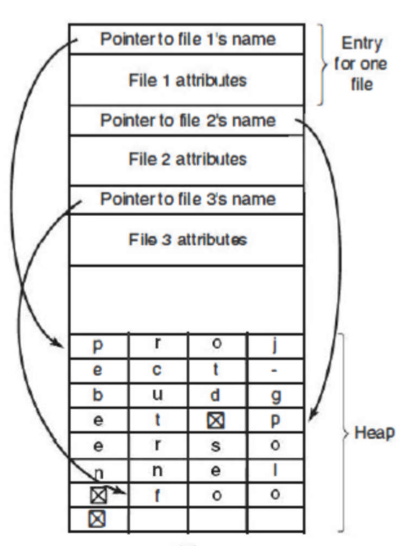 Pointer to file 1's name
Entry
for one
file
File 1 attributes
Pointer to file 2's name
File 2 attributes
Pointer to file 3's name
File 3 attributes
p r o j
e c t -
b u d g
e t ☒ p
e r s o
n n e l
☒ f o o
☒
Heap